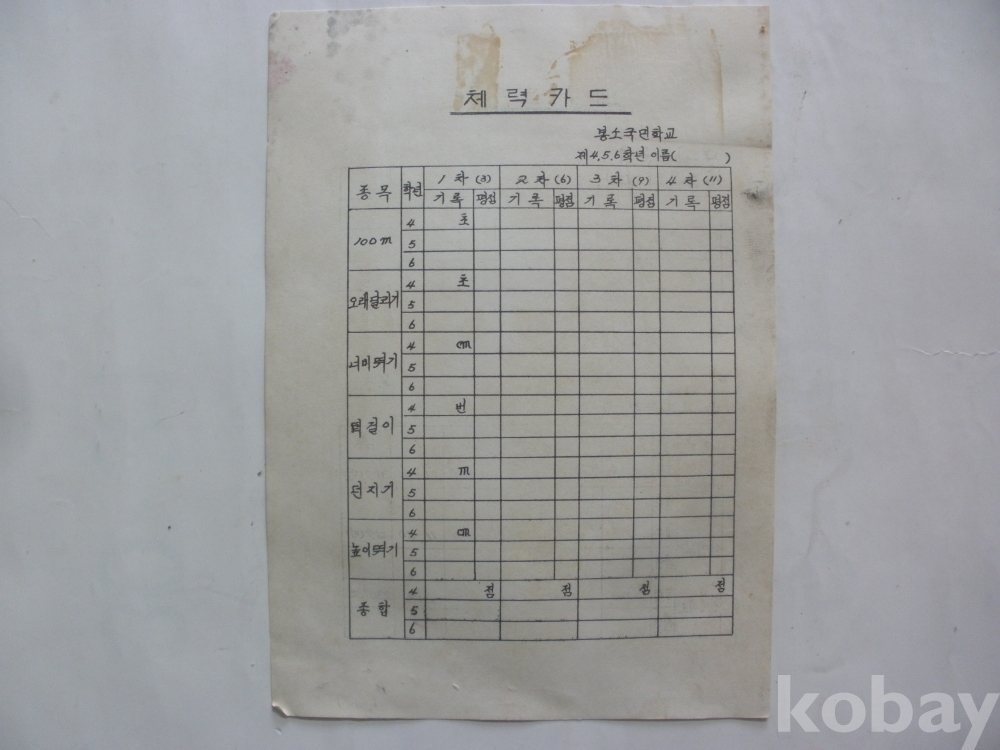 체력카드
봉소국민학교
제4,5,6학년 이름( )
종목 학년 1차(3) 2차(6) 3차(9) 4차(11)
기록 평점 기록 평점 기록 평점 기록 평점
100m 4 초
5
6
오래달리기 4 초
5
6
너비뛰기 4 cm
5
6
턱걸이 4 번
5
6
던지기 4 m
5
6
높이뛰기 4 cm
5
6
종합 4 점 점 점 점
5
6
kobay